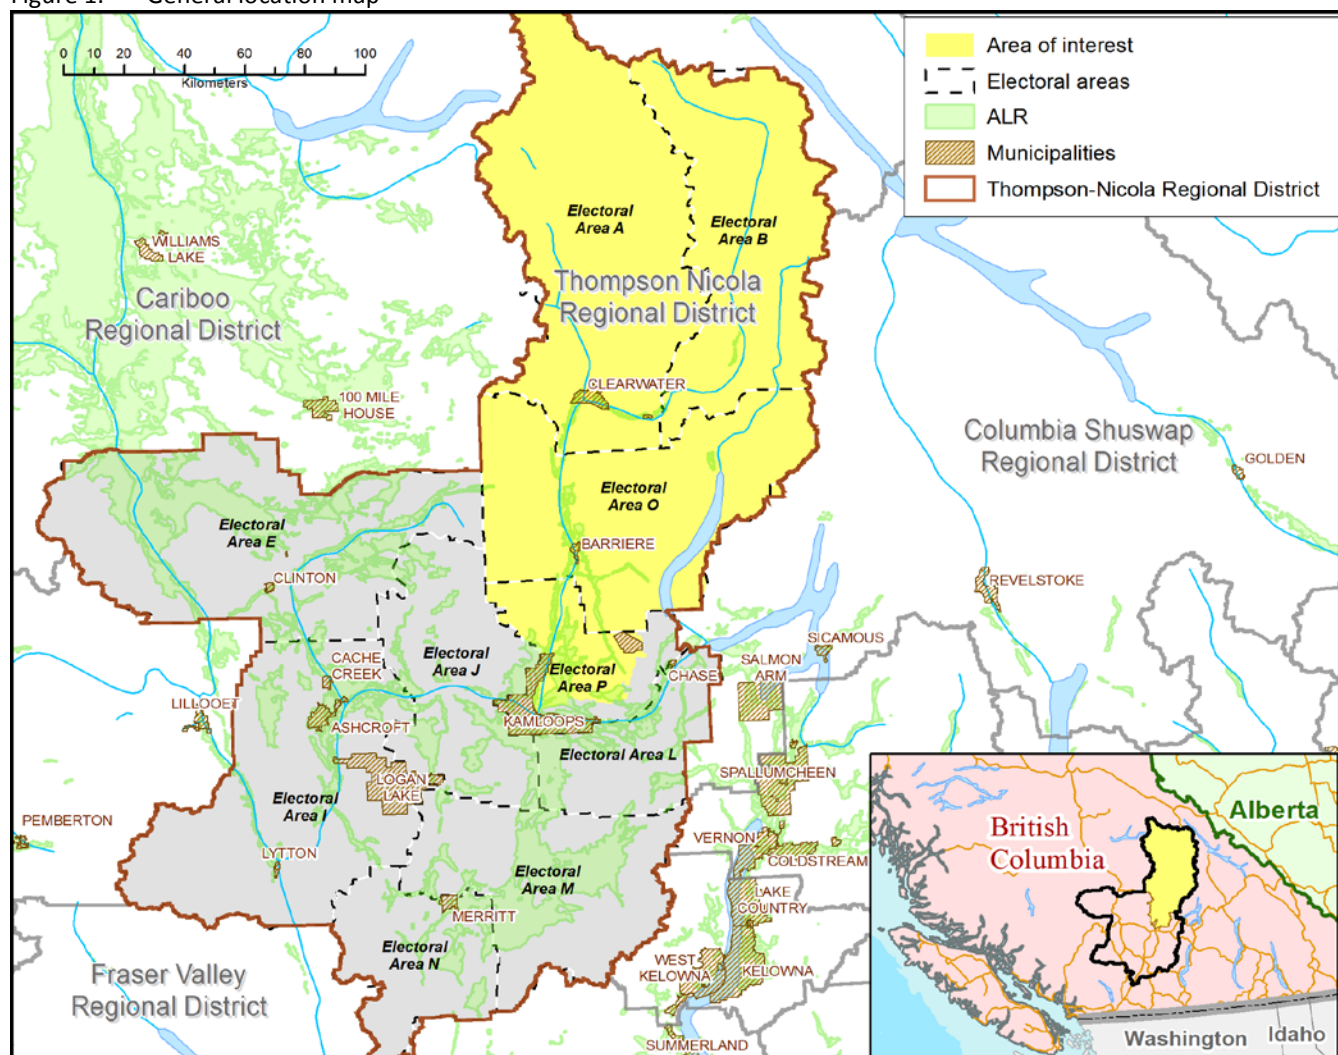 Figure 1. General location map
0 10 20 40 60 80 100
Kilometers
Area of interest
Electoral areas
ALR
Municipalities
Thompson-Nicola Regional District
Electoral
Area A
Electoral
Area B
WILLIAMS
LAKE
Cariboo
Regional District
Thompson Nicola
Regional District
CLEARWATER
100 MILE
HOUSE
Columbia Shuswap
Regional District
GOLDEN
Electoral
Area O
Electoral
Area E
BARRIERE
CLINTON
REVELSTOKE
SICAMOUS
Electoral
Area J
CACHE
CREEK
Electoral
Area P
CHASE
SALMON
ARM
LILLOOET
ASHCROFT
KAMLOOPS
Electoral Area L
LOGAN
LAKE
SPALLUMCHEEN
Electoral
Area I
PEMBERTON
VERNON
COLDSTREAM
LYTTON
Electoral
Area M
LAKE
COUNTRY
MERRITT
Electoral
Area N
WEST
KELOWNA
KELOWNA
Fraser Valley
Regional District
SUMMERLAND
British
Columbia
Alberta
Washington
Idaho